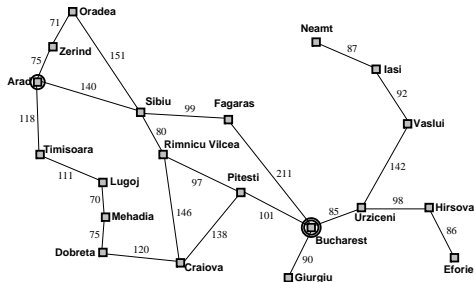 Oradea
71
Neamt
Zerind
87
75
151
Iasi
Arad
140
92
Sibiu
99
Fagaras
118
Vaslui
80
Timisoara
Rimnicu Vilcea
111
211
142
Lugoj
97
Pitesti
70
98
Hirsova
85
146
101
Mehadia
Urziceni
75
138
86
Bucharest
120
Dobreta
90
Craiova
Eforie
Giurgiu